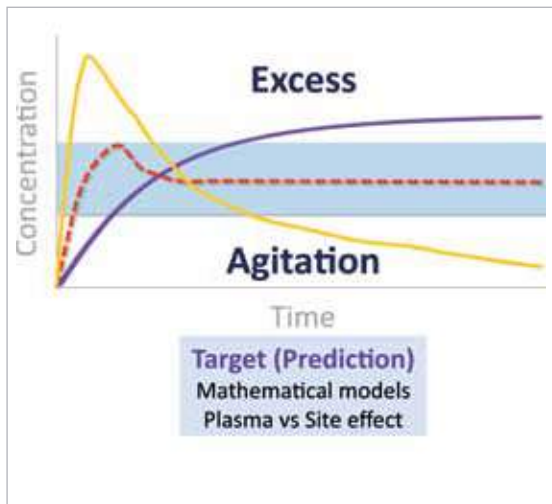 Excess
Concentration
Agitation
Time
Target (Prediction)
Mathematical models
Plasma vs Site effect